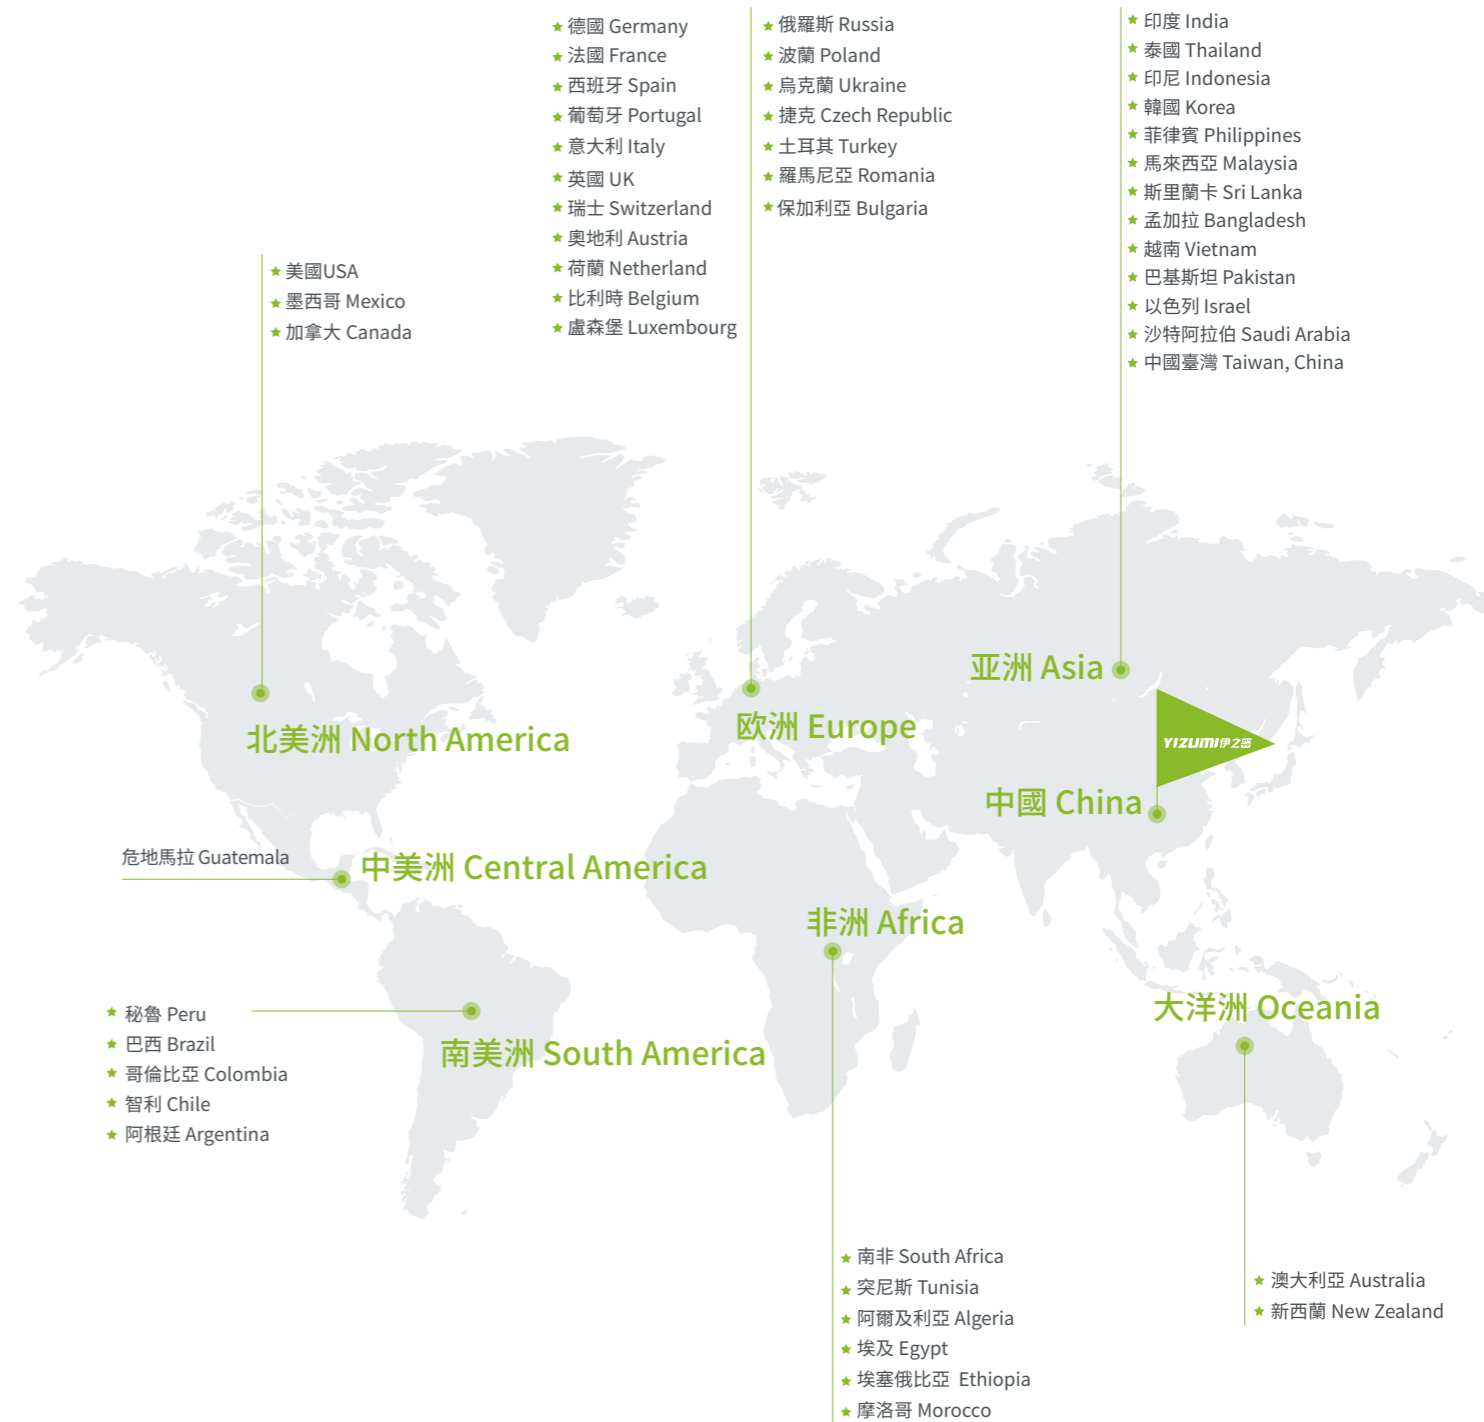 德國 Germany
法國 France
西班牙 Spain
葡萄牙 Portugal
意大利 Italy
英國 UK
瑞士 Switzerland
奧地利 Austria
荷蘭 Netherland
比利時 Belgium
盧森堡 Luxembourg
俄羅斯 Russia
波蘭 Poland
烏克蘭 Ukraine
捷克 Czech Republic
土耳其 Turkey
羅馬尼亞 Romania
保加利亞 Bulgaria
印度 India
泰國 Thailand
印尼 Indonesia
韓國 Korea
菲律賓 Philippines
馬來西亞 Malaysia
斯里蘭卡 Sri Lanka
孟加拉 Bangladesh
越南 Vietnam
巴基斯坦 Pakistan
以色列 Israel
沙特阿拉伯 Saudi Arabia
中國臺灣 Taiwan, China
美國USA
墨西哥 Mexico
加拿大 Canada
亚洲 Asia
欧洲 Europe
北美洲 North America
YIZUMI伊之密
中國 China
危地馬拉 Guatemala
中美洲 Central America
非洲 Africa
大洋洲 Oceania
秘魯 Peru
巴西 Brazil
哥倫比亞 Colombia
智利 Chile
阿根廷 Argentina
南美洲 South America
南非 South Africa
突尼斯 Tunisia
阿爾及利亞 Algeria
埃及 Egypt
埃塞俄比亞 Ethiopia
摩洛哥 Morocco
澳大利亞 Australia
新西蘭 New Zealand